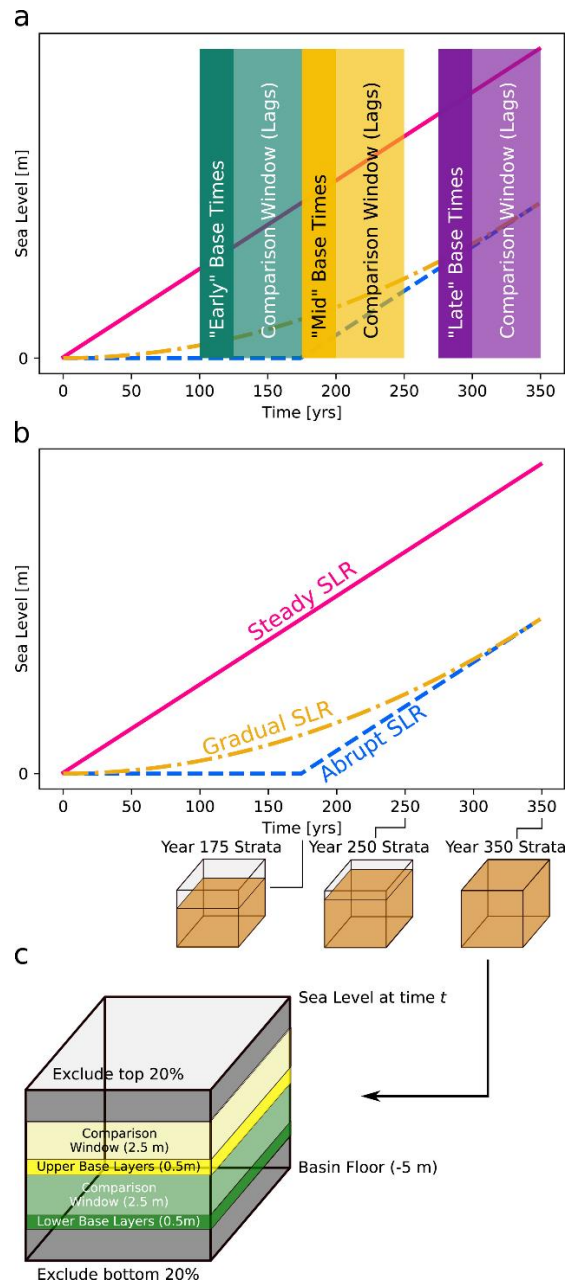 a
Sea Level [m]
0
"Early" Base Times
Comparison Window (Lags)
"Mid" Base Times
Comparison Window (Lags)
"Late" Base Times
Comparison Window (Lags)
0 50 100 150 200 250 300 350
Time [yrs]
b
Sea Level [m]
0
Steady SLR
Gradual SLR
Abrupt SLR
0 50 100 150 200 250 300 350
Time [yrs]
Year 175 Strata Year 250 Strata Year 350 Strata
c
Sea Level at time t
Exclude top 20%
Comparison
Window (2.5 m)
Upper Base Layers (0.5m)
Basin Floor (-5 m)
Comparison
Window (2.5 m)
Lower Base Layers (0.5m)
Exclude bottom 20%